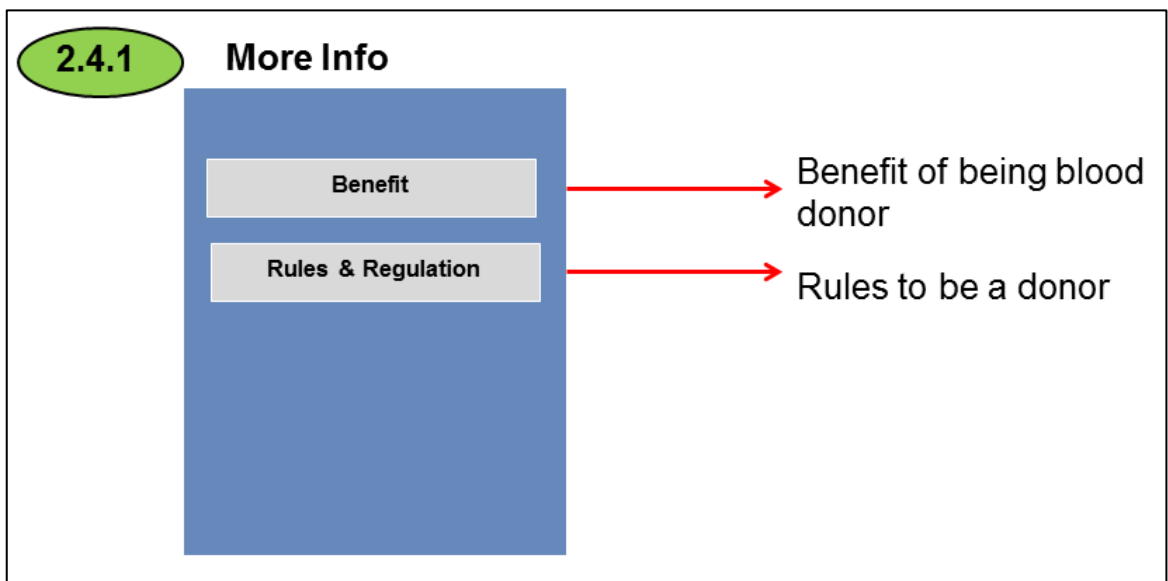 2.4.1
More Info
Benefit
Benefit of being blood
donor
Rules & Regulation
Rules to be a donor